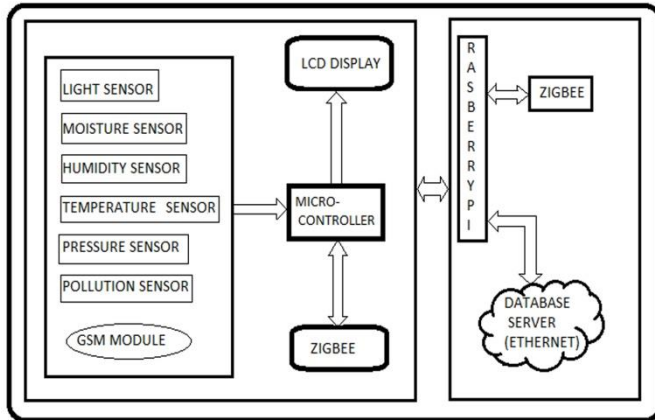 LIGHT SENSOR
MOISTURE SENSOR
HUMIDITY SENSOR
TEMPERATURE SENSOR
PRESSURE SENSOR
POLLUTION SENSOR
GSM MODULE
LCD DISPLAY
MICRO-
CONTROLLER
ZIGBEE
R
A
S
B
E
R
R
Y
P
I
ZIGBEE
DATABASE
SERVER
(ETHERNET)